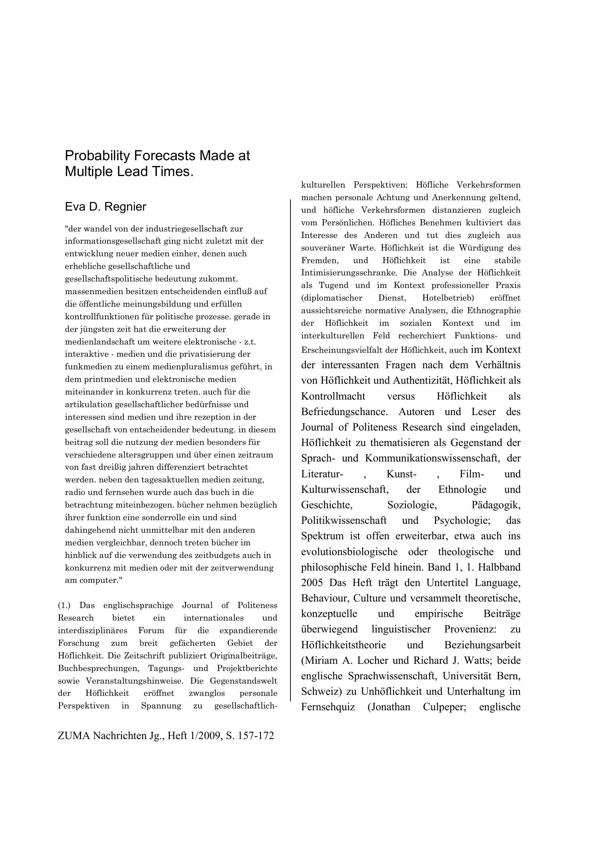 Probability Forecasts Made at
Multiple Lead Times.
Eva D. Regnier
"der wandel von der industriegesellschaft zur
informationsgesellschaft ging nicht zuletzt mit der
entwicklung neuer medien einher, denen auch
erhebliche gesellschaftliche und
gesellschaftspolitische bedeutung zukommt.
massenmedien besitzen entscheidenden einfluß auf
die öffentliche meinungsbildung und erfüllen
kontrollfunktionen für politische prozesse. gerade in
der jüngsten zeit hat die erweiterung der
medienlandschaft um weitere elektronische - z.t.
interaktive - medien und die privatisierung der
funkmedien zu einem medienpluralismus geführt, in
dem printmedien und elektronische medien
miteinander in konkurrenz treten. auch für die
artikulation gesellschaftlicher bedürfnisse und
interessen sind medien und ihre rezeption in der
gesellschaft von entscheidender bedeutung. in diesem
beitrag soll die nutzung der medien besonders für
verschiedene altersgruppen und über einen zeitraum
von fast dreißig jahren differenziert betrachtet
werden. neben den tagesaktuellen medien zeitung,
radio und fernsehen wurde auch das buch in die
betrachtung miteinbezogen. bücher nehmen bezüglich
ihrer funktion eine sonderrolle ein und sind
dahingehend nicht unmittelbar mit den anderen
medien vergleichbar, dennoch treten bücher im
hinblick auf die verwendung des zeitbudgets auch in
konkurrenz mit medien oder mit der zeitverwendung
am computer."
(1.) Das englischsprachige Journal of Politeness
Research bietet ein internationales und
interdisziplinäres Forum für die expandierende
Forschung zum breit gefächerten Gebiet der
Höflichkeit. Die Zeitschrift publiziert Originalbeiträge,
Buchbesprechungen, Tagungs- und Projektberichte
sowie Veranstaltungshinweise. Die Gegenstandswelt
der Höflichkeit eröffnet zwanglos personale
Perspektiven in Spannung zu gesellschaftlich-
kulturellen Perspektiven: Höfliche Verkehrsformen
machen personale Achtung und Anerkennung geltend,
und höfliche Verkehrsformen distanzieren zugleich
vom Persönlichen. Höfliches Benehmen kultiviert das
Interesse des Anderen und tut dies zugleich aus
souveräner Warte. Höflichkeit ist die Würdigung des
Fremden, und Höflichkeit ist eine stabile
Intimisierungsschranke. Die Analyse der Höflichkeit
als Tugend und im Kontext professioneller Praxis
(diplomatischer Dienst, Hotelbetrieb) eröffnet
aussichtsreiche normative Analysen, die Ethnographie
der Höflichkeit im sozialen Kontext und im
interkulturellen Feld recherchiert Funktions- und
Erscheinungsvielfalt der Höflichkeit, auch im Kontext
der interessanten Fragen nach dem Verhältnis
von Höflichkeit und Authentizität, Höflichkeit als
Kontrollmacht versus Höflichkeit als
Befriedungschance. Autoren und Leser des
Journal of Politeness Research sind eingeladen,
Höflichkeit zu thematisieren als Gegenstand der
Sprach- und Kommunikationswissenschaft, der
Literatur- , Kunst- , Film- und
Kulturwissenschaft, der Ethnologie und
Geschichte, Soziologie, Pädagogik,
Politikwissenschaft und Psychologie; das
Spektrum ist offen erweiterbar, etwa auch ins
evolutionsbiologische oder theologische und
philosophische Feld hinein. Band 1, 1. Halbband
2005 Das Heft trägt den Untertitel Language,
Behaviour, Culture und versammelt theoretische,
konzeptuelle und empirische Beiträge
überwiegend linguistischer Provenienz: zu
Höflichkeitstheorie und Beziehungsarbeit
(Miriam A. Locher und Richard J. Watts; beide
englische Sprachwissenschaft, Universität Bern,
Schweiz) zu Unhöflichkeit und Unterhaltung im
Fernsehquiz (Jonathan Culpeper; englische
ZUMA Nachrichten Jg., Heft 1/2009, S. 157-172